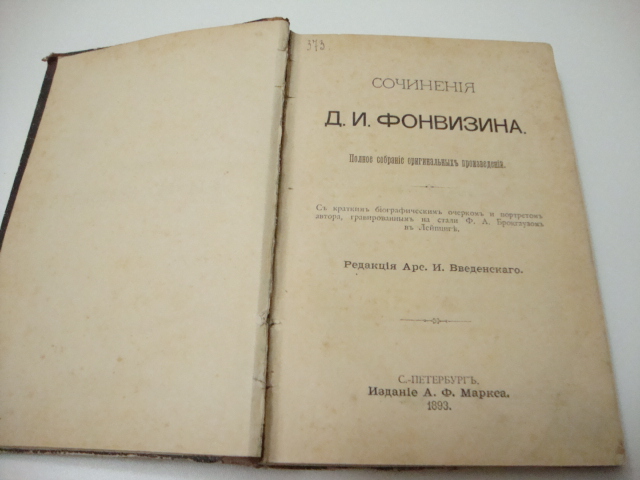 373
СОЧИНЕНІЯ
Д. И. ФОНВИЗИНА.
Полное собраніе оригинальныхъ произведеній.
Съ краткимъ біографическимъ очеркомъ и портретомъ
автора, гравированнымъ на стали Ф. А. Брокгаузомъ
въ Лейпцигѣ.
Редакція Арс. И. Введенскаго.
С.-ПЕТЕРБУРГЪ.
Изданіе А. Ф. Маркса.
1893.